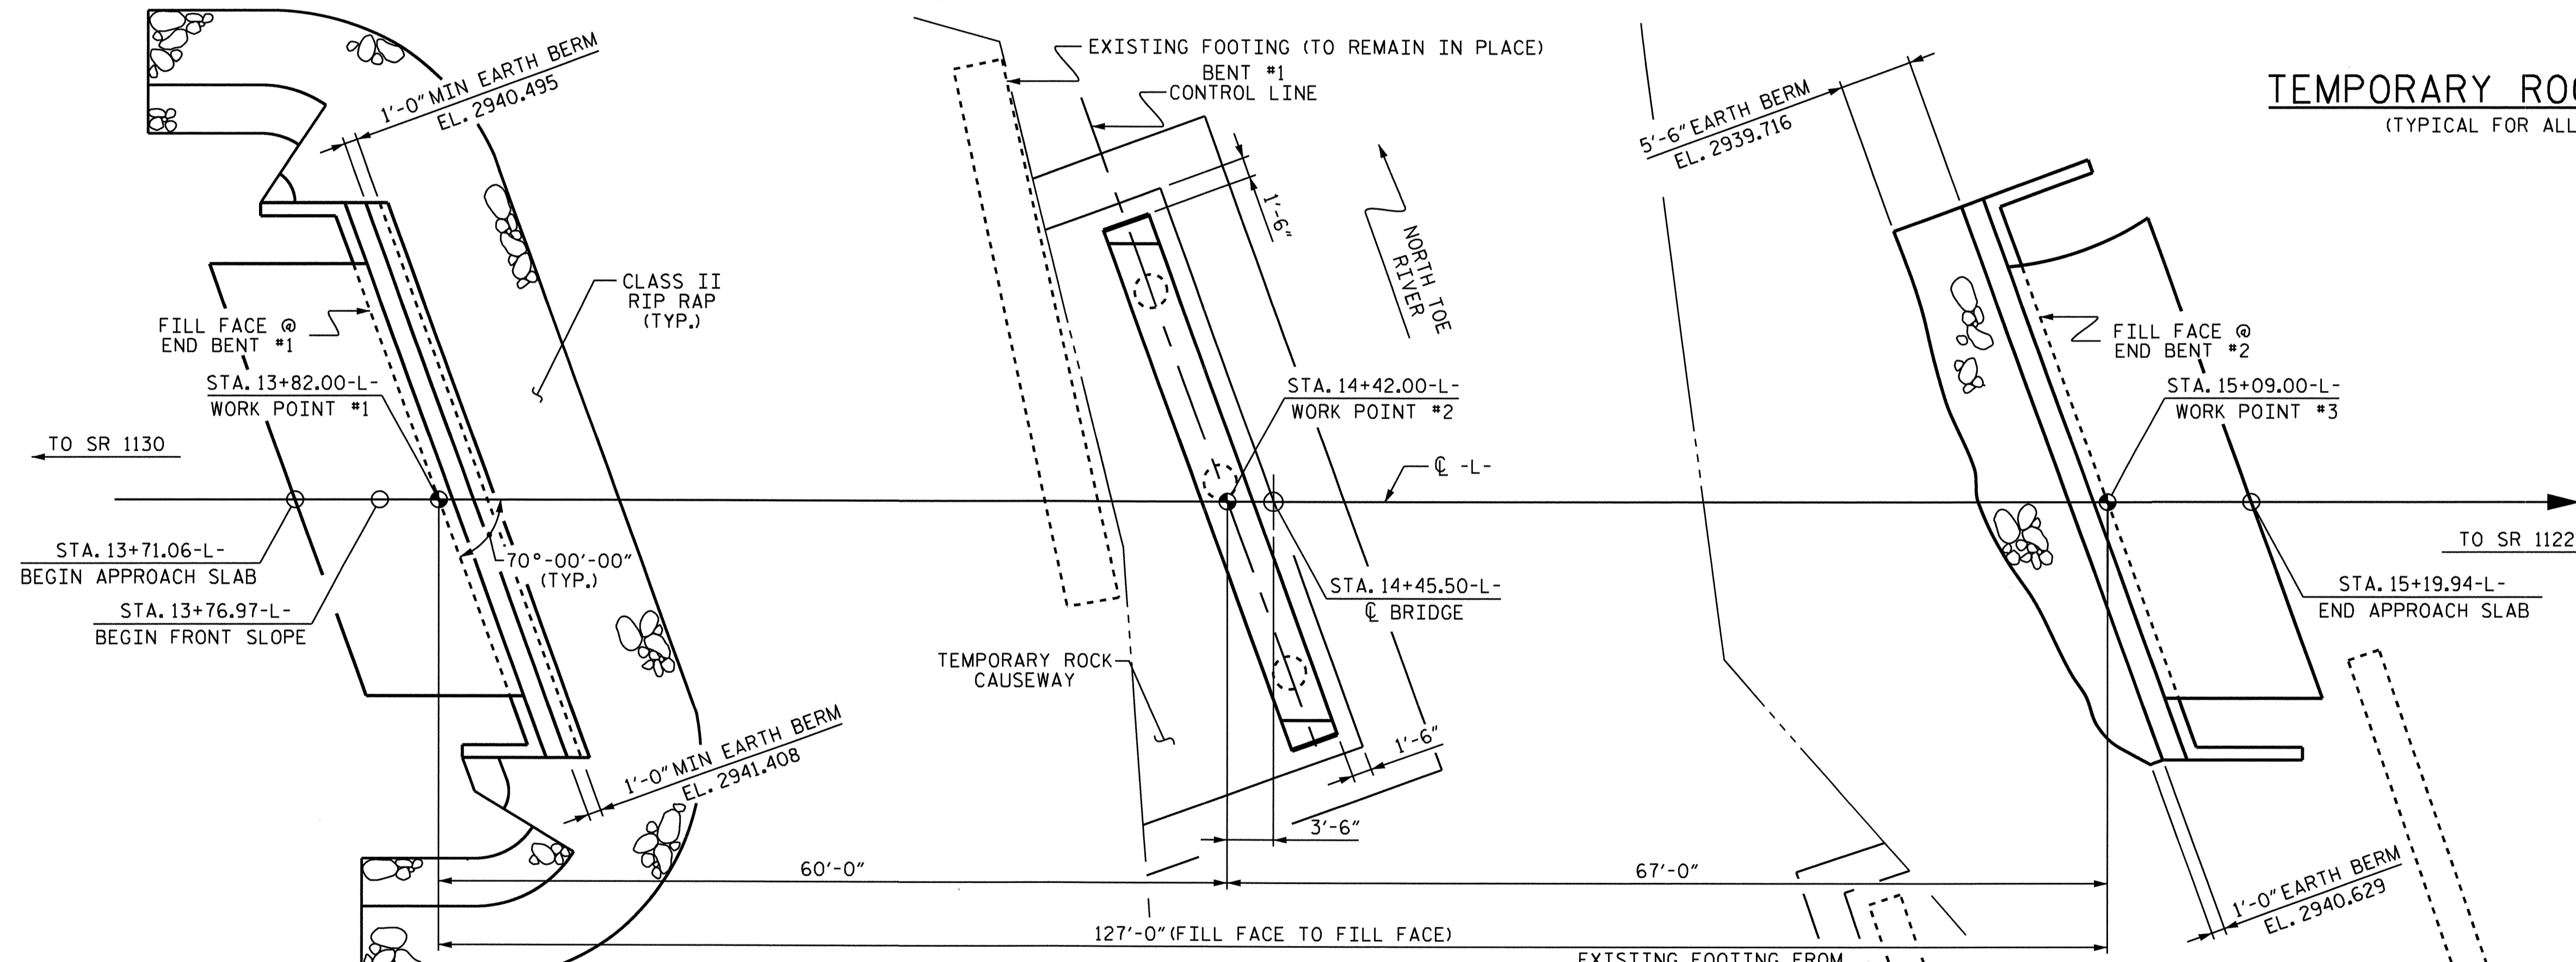 1'-0" MIN EARTH BERM
EL. 2940.495
EXISTING FOOTING (TO REMAIN IN PLACE)
BENT #1
CONTROL LINE
5'-6" EARTH BERM
EL. 2939.716
TEMPORARY
(TYPICAL FOR ALL
1'-6"
NORTH TOE
RIVER
CLASS II
RIP RAP
(TYP.)
FILL FACE @
END BENT #1
FILL FACE @
END BENT #2
STA. 13+82.00-L-
WORK POINT #1
STA. 14+42.00-L-
WORK POINT #2
STA. 15+09.00-L-
WORK POINT #3
TO SR 1130
℄ -L-
TO SR 1122
STA. 13+71.06-L-
BEGIN APPROACH SLAB
70°-00'-00"
(TYP.)
STA. 13+76.97-L-
BEGIN FRONT SLOPE
STA. 14+45.50-L-
℄ BRIDGE
STA. 15+19.94-L-
END APPROACH SLAB
TEMPORARY ROCK
CAUSEWAY
1'-0" MIN EARTH BERM
EL. 2941.408
1'-6"
3'-6"
60'-0"
67'-0"
1'-0" EARTH BERM
EL. 2940.629
127'-0" (FILL FACE TO FILL FACE)
EXISTING FOOTING FROM